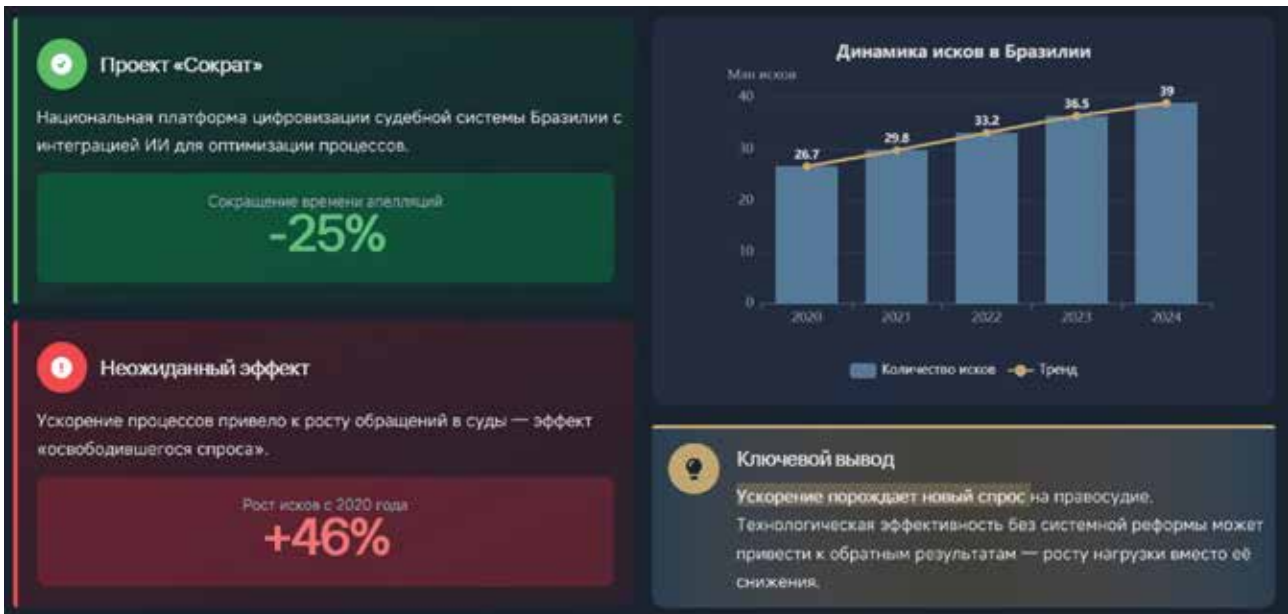 Проект «Сократ»
Национальная платформа цифровизации судебной системы Бразилии с
интеграцией ИИ для оптимизации процессов.
Сокращение времени апелляций
-25%
Неожиданный эффект
Ускорение процессов привело к росту обращений в суды — эффект
«освободившегося спроса».
Рост исков с 2020 года
+46%
Динамика исков в Бразилии
Млн исков
40
30
20
10
0
26.7
29.8
33.2
36.5
39
2020 2021 2022 2023 2024
Количество исков Тренд
Ключевой вывод
Ускорение порождает новый спрос на правосудие.
Технологическая эффективность без системной реформы может
привести к обратным результатам — росту нагрузки вместо её
снижения.